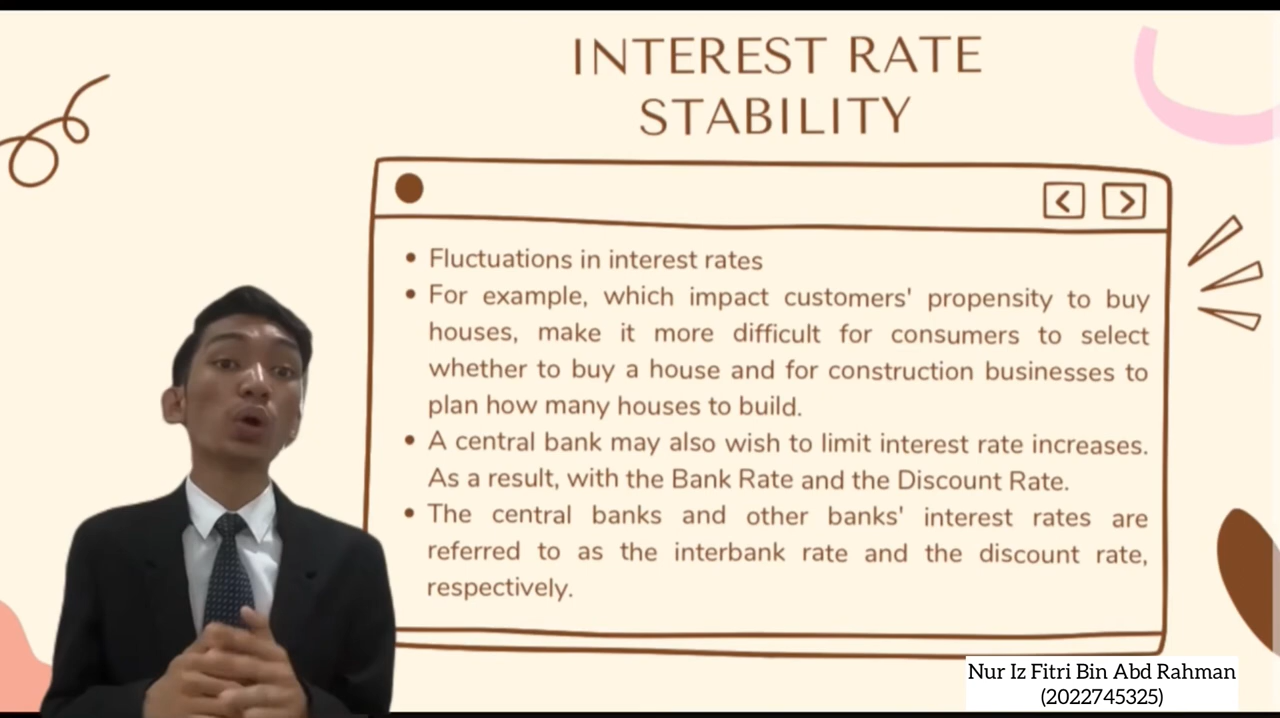 INTEREST RATE
STABILITY
• Fluctuations in interest rates
• For example, which impact customers' propensity to buy
houses, make it more difficult for consumers to select
whether to buy a house and for construction businesses to
plan how many houses to build.
• A central bank may also wish to limit interest rate increases.
As a result, with the Bank Rate and the Discount Rate.
• The central banks and other banks' interest rates are
referred to as the interbank rate and the discount rate,
respectively.
Nur Iz Fitri Bin Abd Rahman
(2022745325)